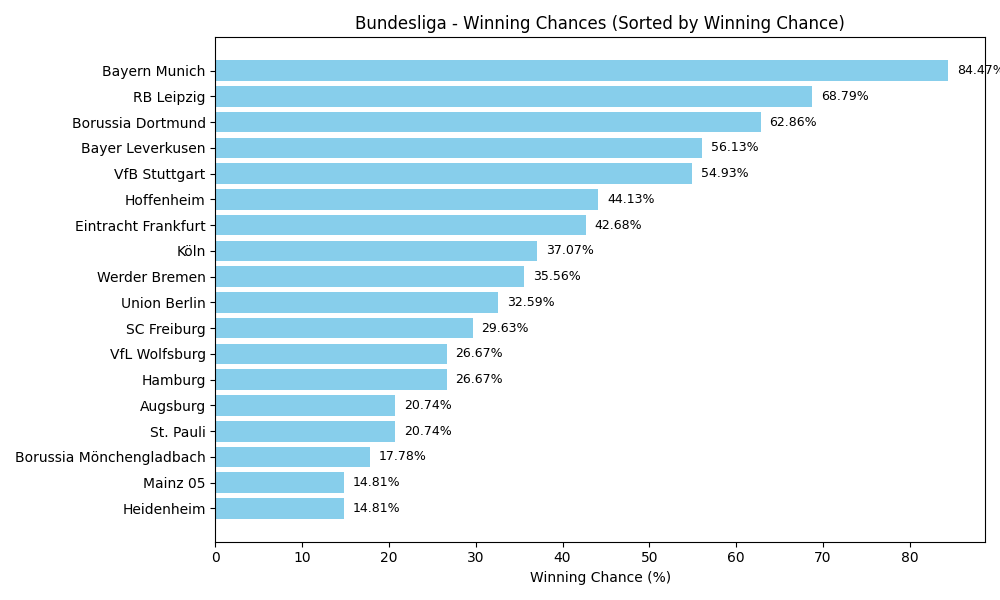 Bundesliga - Winning Chances (Sorted by Winning Chance)
Bayern Munich 84.47%
RB Leipzig 68.79%
Borussia Dortmund 62.86%
Bayer Leverkusen 56.13%
VfB Stuttgart 54.93%
Hoffenheim 44.13%
Eintracht Frankfurt 42.68%
Köln 37.07%
Werder Bremen 35.56%
Union Berlin 32.59%
SC Freiburg 29.63%
VfL Wolfsburg 26.67%
Hamburg 26.67%
Augsburg 20.74%
St. Pauli 20.74%
Borussia Mönchengladbach 17.78%
Mainz 05 14.81%
Heidenheim 14.81%
0 10 20 30 40 50 60 70 80
Winning Chance (%)